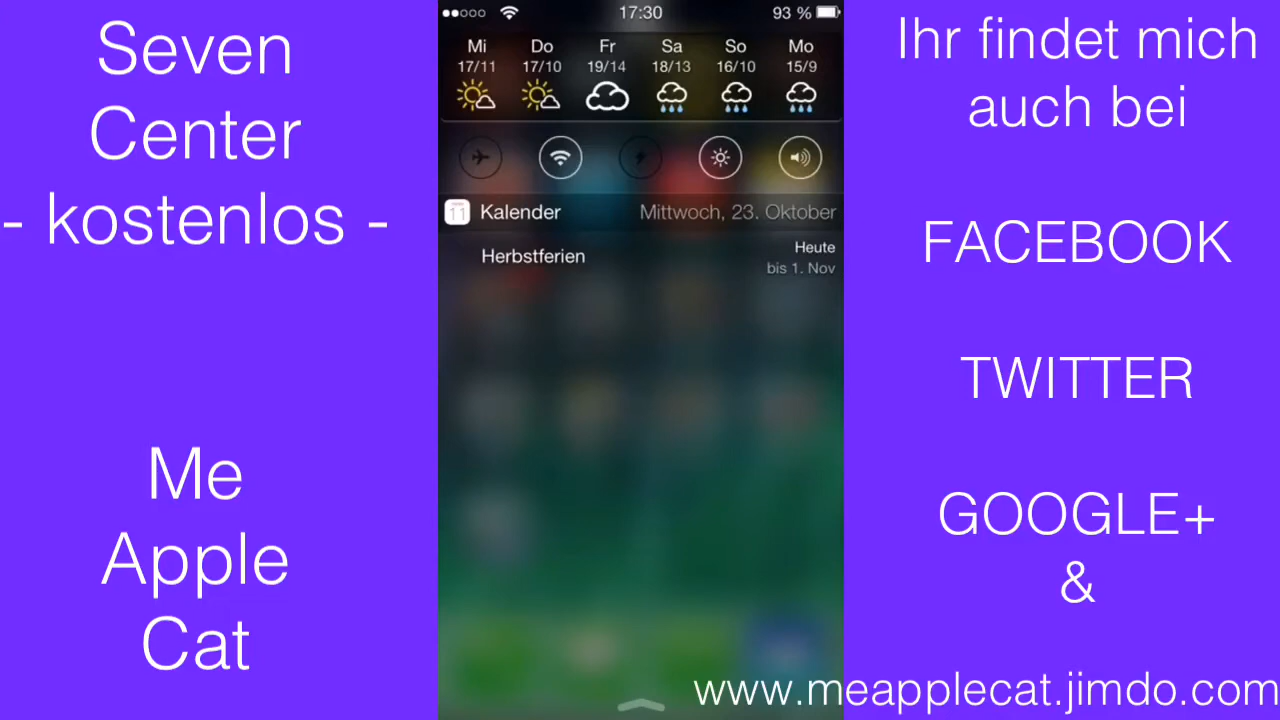 Seven
Center
- kostenlos -
Me
Apple
Cat
17:30
93 %
Mi Do Fr Sa So Mo
17/11 17/10 19/14 18/13 16/10 15/9
11 Kalender Mittwoch, 23. Oktober
Herbstferien Heute
bis 1. Nov
Ihr findet mich
auch bei
FACEBOOK
TWITTER
GOOGLE+
&
www.meapplecat.jimdo.com